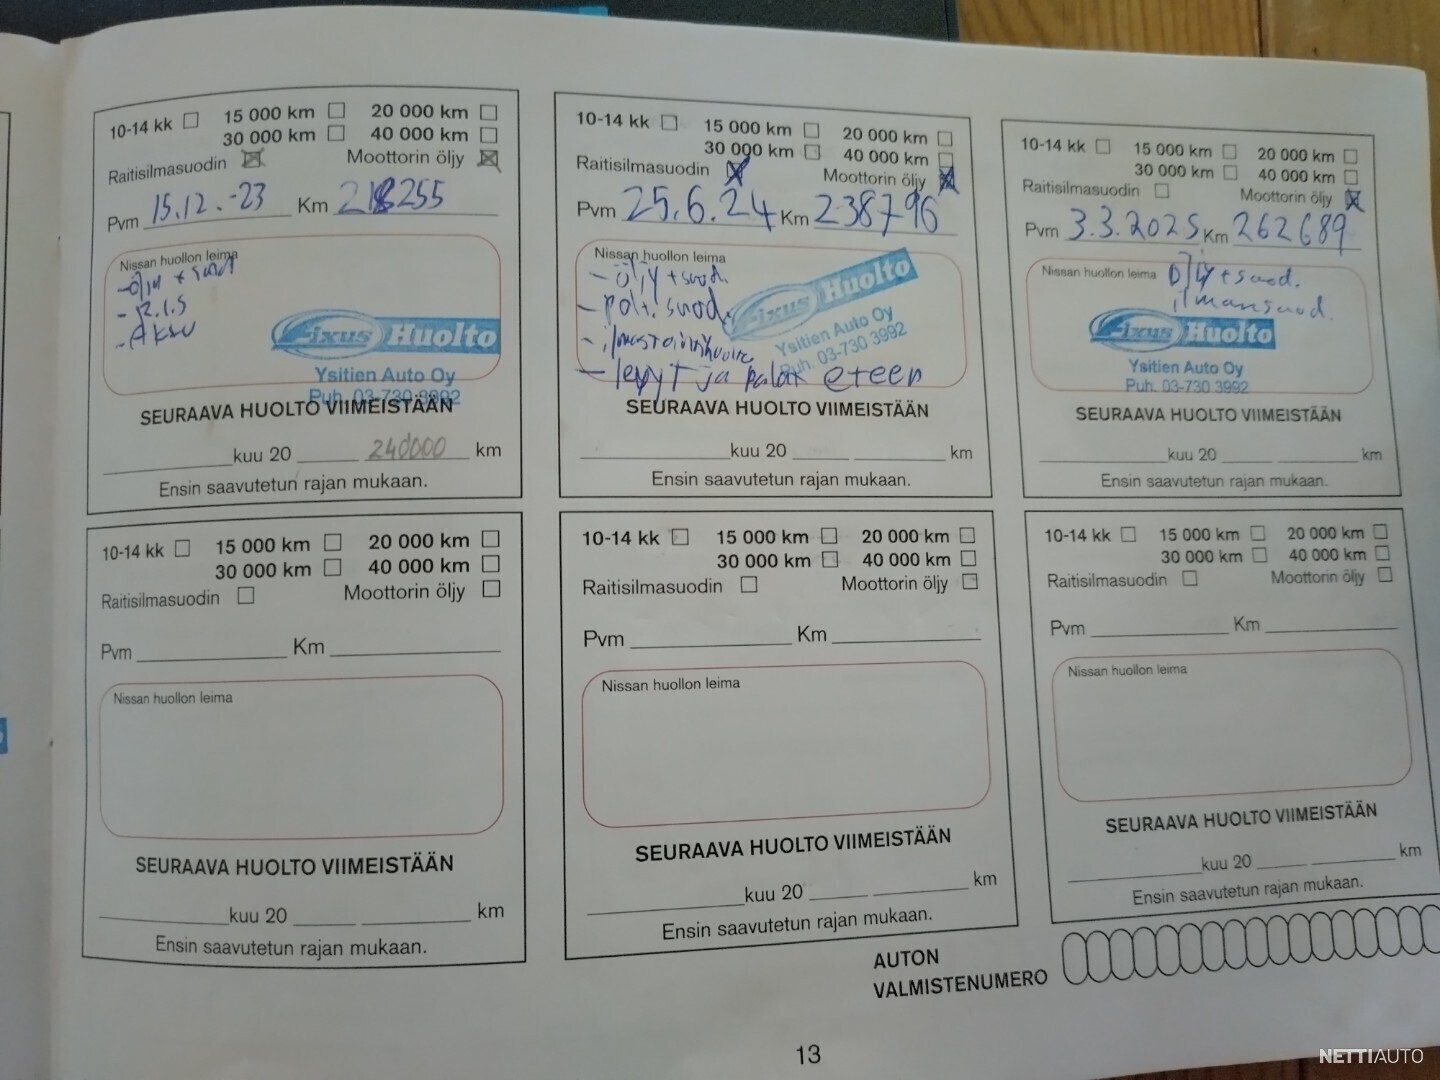 10-14 kk 15 000 km 20 000 km
30 000 km 40 000 km
Raitisilmasuodin Moottorin öljy
Pvm 15.12.-23 Km 218255
Nissan huollon leima
- öljy + suod
- R.I.S
- Aksu
Fixus Huolto
Ysitien Auto Oy
Puh. 03-730 3992
SEURAAVA HUOLTO VIIMEISTÄÄN
kuu 20 240000 km
Ensin saavutetun rajan mukaan.
10-14 kk 15 000 km 20 000 km
30 000 km 40 000 km
Raitisilmasuodin Moottorin öljy
Pvm 25.6.24 Km 238796
Nissan huollon leima
- öljy + suod.
- polt. suod.
- levyt ja palat eteen
Fixus Huolto
Ysitien Auto Oy
Puh. 03-730 3992
SEURAAVA HUOLTO VIIMEISTÄÄN
kuu 20 km
Ensin saavutetun rajan mukaan.
10-14 kk 15 000 km 20 000 km
30 000 km 40 000 km
Raitisilmasuodin Moottorin öljy
Pvm 3.3.2025 Km 262689
Nissan huollon leima Öljy + suod.
ilmansuod.
Fixus Huolto
Ysitien Auto Oy
Puh. 03-730 3992
SEURAAVA HUOLTO VIIMEISTÄÄN
kuu 20 km
Ensin saavutetun rajan mukaan.
10-14 kk 15 000 km 20 000 km
30 000 km 40 000 km
Raitisilmasuodin Moottorin öljy
Pvm Km
Nissan huollon leima
SEURAAVA HUOLTO VIIMEISTÄÄN
kuu 20 km
Ensin saavutetun rajan mukaan.
10-14 kk 15 000 km 20 000 km
30 000 km 40 000 km
Raitisilmasuodin Moottorin öljy
Pvm Km
Nissan huollon leima
SEURAAVA HUOLTO VIIMEISTÄÄN
kuu 20 km
Ensin saavutetun rajan mukaan.
10-14 kk 15 000 km 20 000 km
30 000 km 40 000 km
Raitisilmasuodin Moottorin öljy
Pvm Km
Nissan huollon leima
SEURAAVA HUOLTO VIIMEISTÄÄN
kuu 20 km
Ensin saavutetun rajan mukaan.
AUTON
VALMISTENUMERO
13
NETTIAUTO